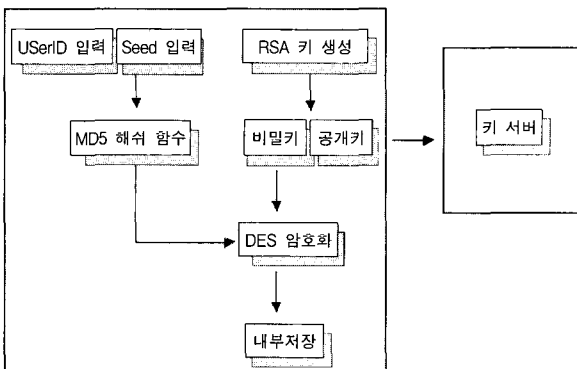 USerID 입력 Seed 입력 RSA 키 생성
키 서버
MD5 해쉬 함수 비밀키 공개키
DES 암호화
내부저장